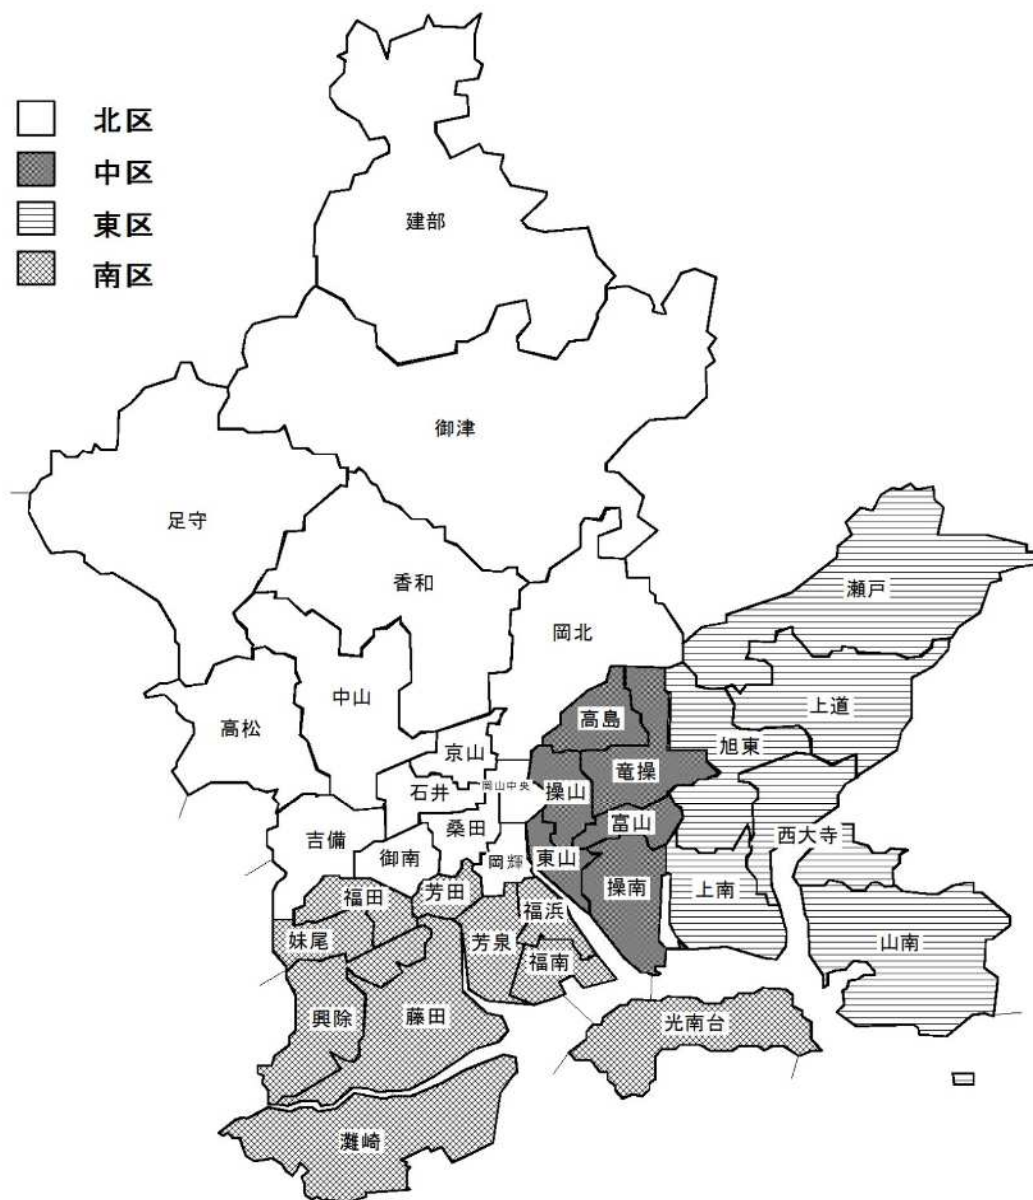 北区
中区
東区
南区
建部
御津
足守
香和
瀬戸
岡北
中山
上道
高松
高島
旭東
京山
竜操
石井
岡山中央
操山
桑田
富山
吉備
西大寺
御南
岡輝
東山
操南
上南
福田
芳田
福浜
妹尾
芳泉
山南
福南
興除
藤田
光南台
灘崎